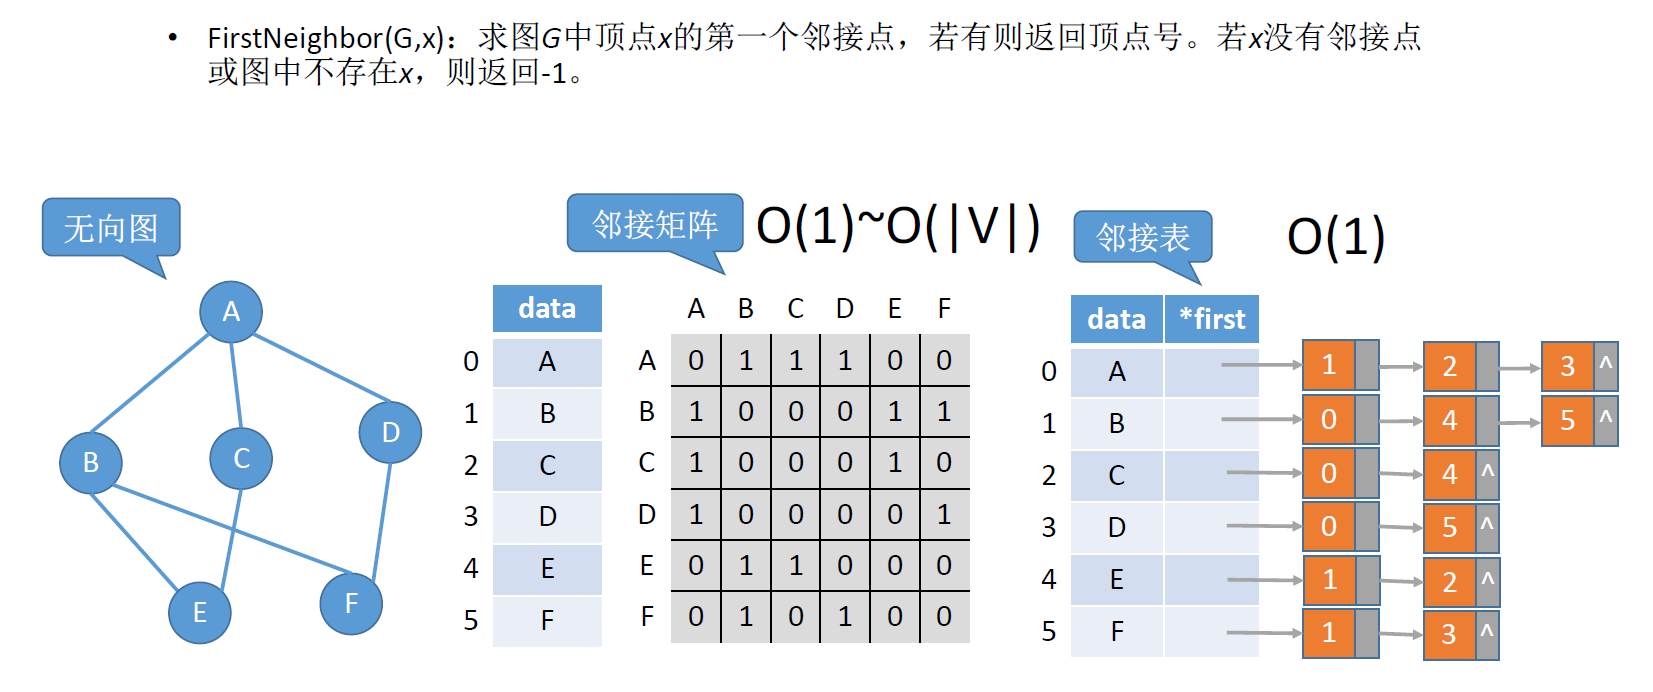 • FirstNeighbor(G,x)：求图G中顶点x的第一个邻接点，若有则返回顶点号。若x没有邻接点
或图中不存在x，则返回-1。
无向图
A
B
C
D
E
F
邻接矩阵
O(1)~O(|V|)
data
0 A
1 B
2 C
3 D
4 E
5 F
A B C D E F
A 0 1 1 1 0 0
B 1 0 0 0 1 1
C 1 0 0 0 1 0
D 1 0 0 0 0 1
E 0 1 1 0 0 0
F 0 1 0 1 0 0
邻接表
O(1)
data *first
0 A 1 2 3 ^
1 B 0 4 5 ^
2 C 0 4 ^
3 D 0 5 ^
4 E 1 2 ^
5 F 1 3 ^